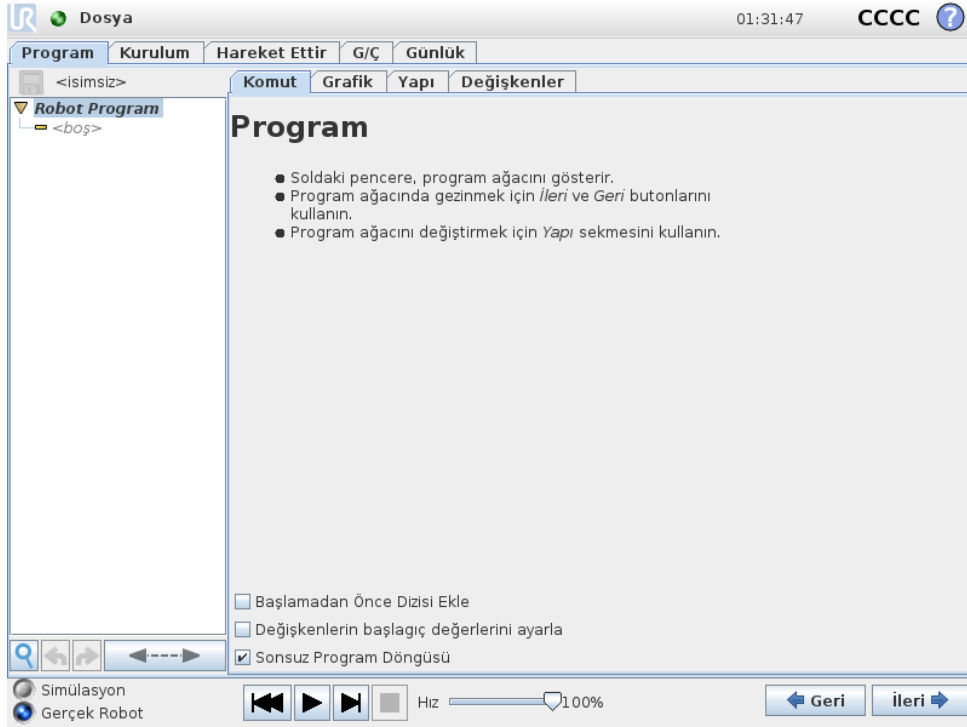 UR Dosya 01:31:47 CCCC ?
Program Kurulum Hareket Ettir G/Ç Günlük
<isimsiz> Komut Grafik Yapı Değişkenler
Robot Program
<boş>
Program
Soldaki pencere, program ağacını gösterir.
Program ağacında gezinmek için İleri ve Geri butonlarını
kullanın.
Program ağacını değiştirmek için Yapı sekmesini kullanın.
Başlamadan Önce Dizisi Ekle
Değişkenlerin başlagıç değerlerini ayarla
Sonsuz Program Döngüsü
Simülasyon
Gerçek Robot
Hız 100% Geri İleri